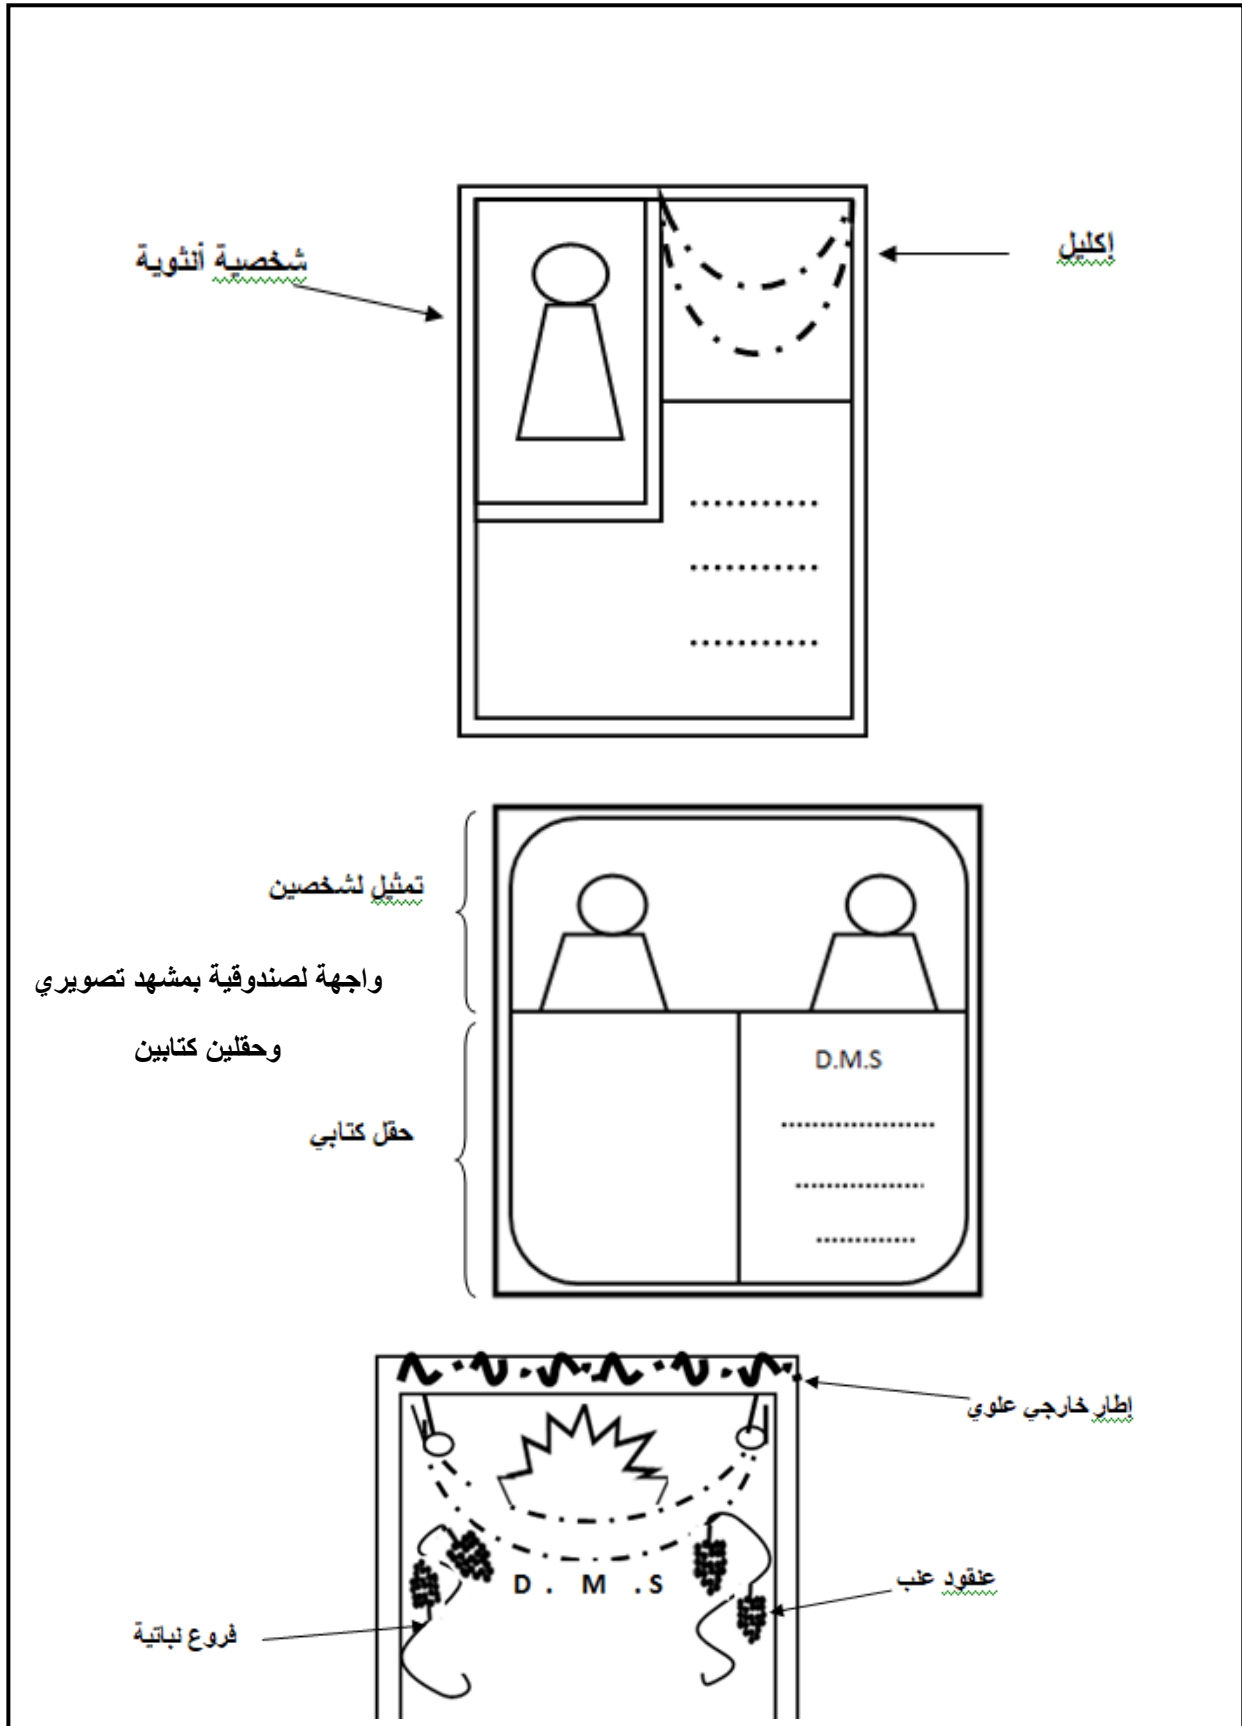 إكليل
شخصية أنثوية
تمثيل لشخصين
واجهة لصندوقية بمشهد تصويري
وحقلين كتابين
D.M.S
حقل كتابي
إطار خارجي علوي
D . M .S
عنقود عنب
فروع نباتية